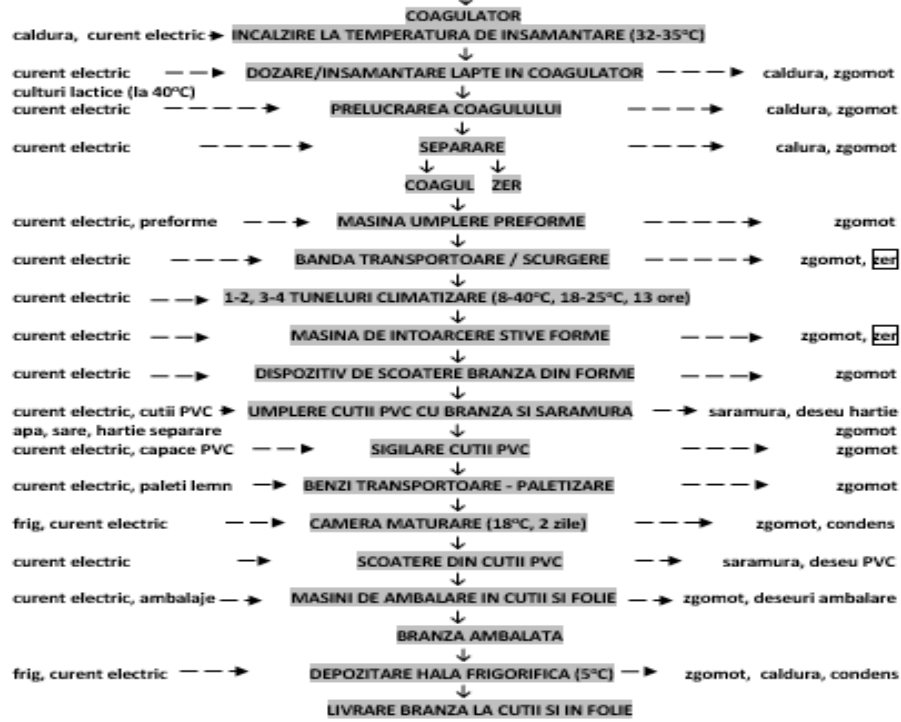 COAGULATOR
caldura, curent electric INCALZIRE LA TEMPERATURA DE INSAMANTARE (32-35°C)
curent electric DOZARE/INSAMANTARE LAPTE IN COAGULATOR caldura, zgomot
culturi lactice (la 40°C)
curent electric PRELUCRAREA COAGULULUI caldura, zgomot
curent electric SEPARARE calura, zgomot
COAGUL ZER
curent electric, preforme MASINA UMPLERE PREFORME zgomot
curent electric BANDA TRANSPORTOARE / SCURGERE zgomot, zer
curent electric 1-2, 3-4 TUNELURI CLIMATIZARE (8-40°C, 18-25°C, 13 ore)
curent electric MASINA DE INTOARCERE STIVE FORME zgomot, zer
curent electric DISPOZITIV DE SCOATERE BRANZA DIN FORME zgomot
curent electric, cutii PVC UMPLERE CUTII PVC CU BRANZA SI SARAMURA saramura, deseu hartie
apa, sare, hartie separare zgomot
curent electric, capace PVC SIGILARE CUTII PVC zgomot
curent electric, paleti lemn BENZI TRANSPORTOARE - PALETIZARE zgomot
frig, curent electric CAMERA MATURARE (18°C, 2 zile) zgomot, condens
curent electric SCOATERE DIN CUTII PVC saramura, deseu PVC
curent electric, ambalaje MASINI DE AMBALARE IN CUTII SI FOLIE zgomot, deseuri ambalare
BRANZA AMBALATA
frig, curent electric DEPOZITARE HALA FRIGORIFICA (5°C) zgomot, caldura, condens
LIVRARE BRANZA LA CUTII SI IN FOLIE